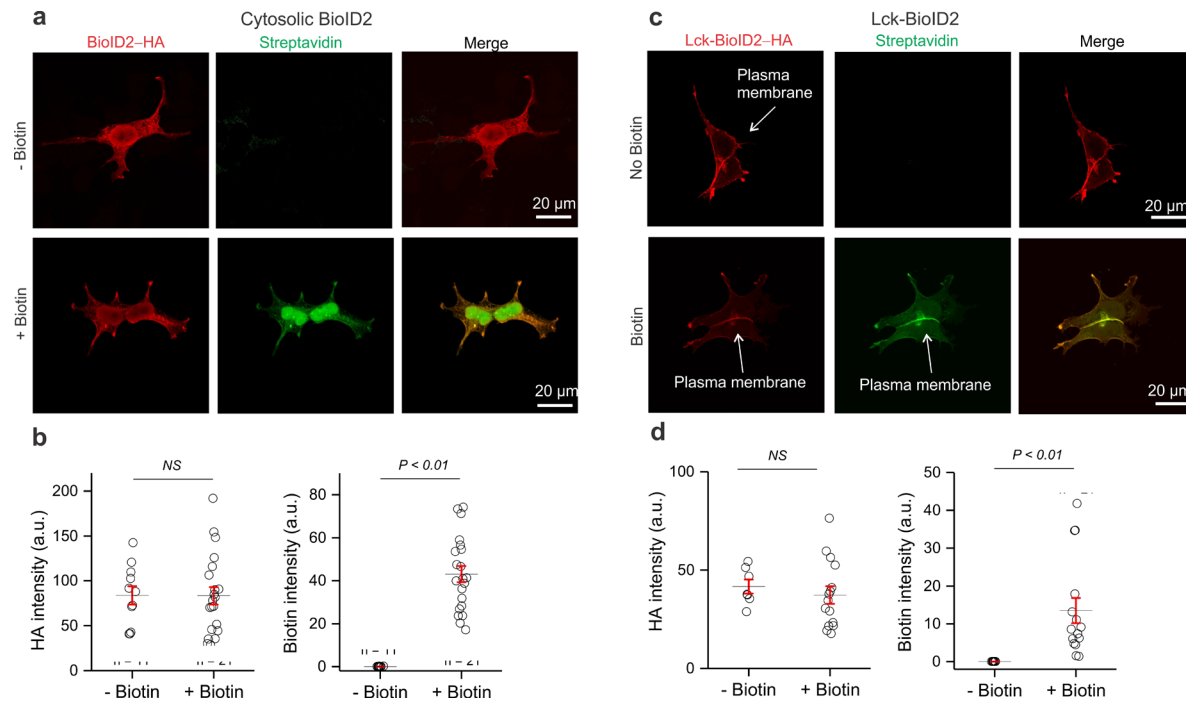 a
Cytosolic BioID2
BioID2–HA
Streptavidin
Merge
- Biotin
20 µm
+ Biotin
20 µm
b
NS
HA intensity (a.u.)
200
150
100
50
0
- Biotin
+ Biotin
P < 0.01
Biotin intensity (a.u.)
80
60
40
20
0
- Biotin
+ Biotin
c
Lck-BioID2
Lck-BioID2–HA
Streptavidin
Merge
No Biotin
Plasma
membrane
20 µm
Biotin
Plasma membrane
Plasma membrane
20 µm
d
NS
HA intensity (a.u.)
100
50
0
- Biotin
+ Biotin
P < 0.01
Biotin intensity (a.u.)
50
40
30
20
10
0
- Biotin
+ Biotin